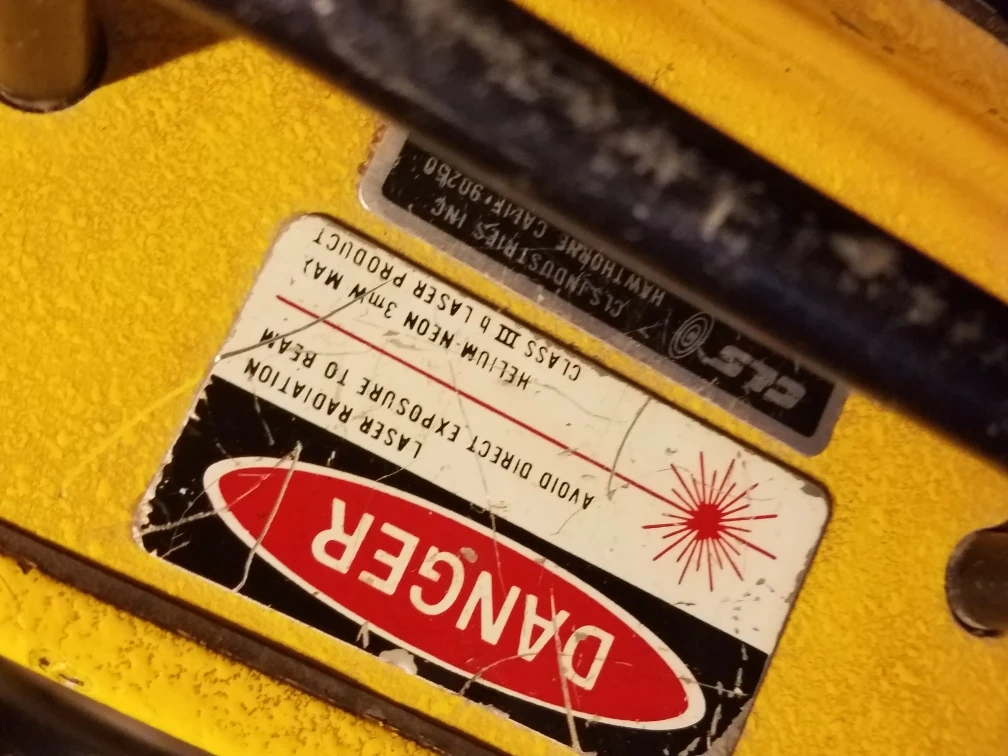 DANGER
LASER RADIATION
AVOID DIRECT EXPOSURE TO BEAM
HELIUM-NEON 3mW MAX
CLASS III b LASER PRODUCT
CLS
CLS INDUSTRIES INC
HAWTHORNE CALIF. 90250